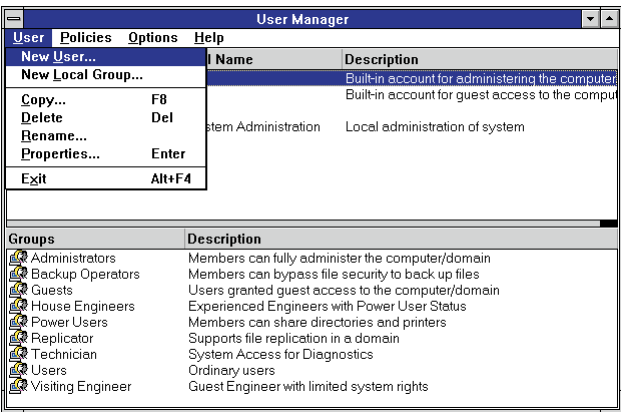 User Manager
User Policies Options Help
New User...
New Local Group...
Copy... F8
Delete Del
Rename...
Properties... Enter
Exit Alt+F4
l Name Description
Built-in account for administering the computer
Built-in account for guest access to the comput
stem Administration Local administration of system
Groups Description
Administrators Members can fully administer the computer/domain
Backup Operators Members can bypass file security to back up files
Guests Users granted guest access to the computer/domain
House Engineers Experienced Engineers with Power User Status
Power Users Members can share directories and printers
Replicator Supports file replication in a domain
Technician System Access for Diagnostics
Users Ordinary users
Visiting Engineer Guest Engineer with limited system rights